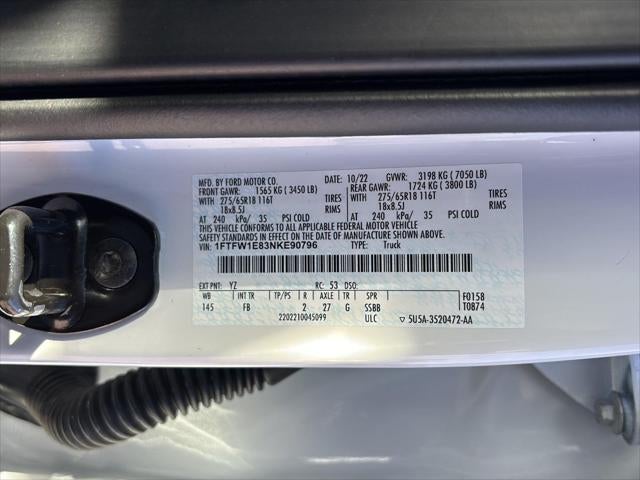 MFD. BY FORD MOTOR CO. 10/22 GVWR: 3198 KG ( 7050 LB)
FRONT GAWR: 1565 KG ( 3450 LB) REAR GAWR: 1724 KG ( 3800 LB)
WITH 275/65R18 116T TIRES WITH 275/65R18 116T TIRES
18x8.5J RIMS 18x8.5J RIMS
AT 240 kPa/ 35 PSI COLD AT 240 kPa/ 35 PSI COLD
THIS VEHICLE CONFORMS TO ALL APPLICABLE FEDERAL MOTOR VEHICLE
SAFETY STANDARDS IN EFFECT ON THE DATE OF MANUFACTURE SHOWN ABOVE.
VIN: 1FTFW1E83NKE90796 TYPE: Truck
EXT PNT: YZ RC: 53 DSO:
WB INT TR TP/PS R AXLE TR SPR F0158
145 FB 2 27 G SSBB T0874
2202210045099 ULC ▽ 5U5A-3520472-AA